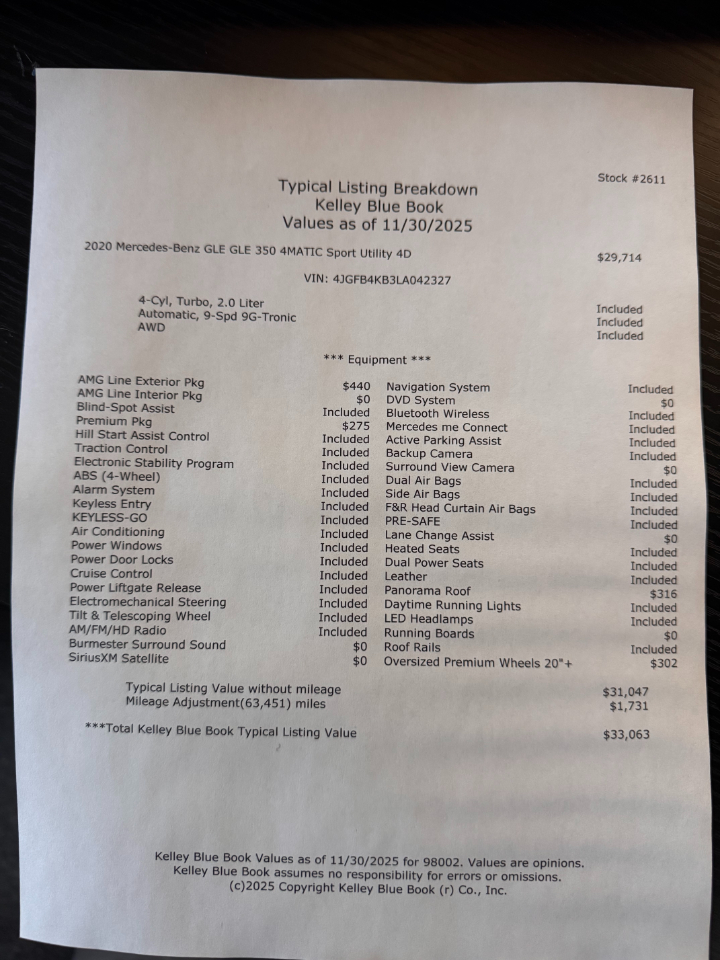 Stock #2611
Typical Listing Breakdown
Kelley Blue Book
Values as of 11/30/2025
2020 Mercedes-Benz GLE GLE 350 4MATIC Sport Utility 4D $29,714
VIN: 4JGFB4KB3LA042327
4-Cyl, Turbo, 2.0 Liter Included
Automatic, 9-Spd 9G-Tronic Included
AWD Included
*** Equipment ***
AMG Line Exterior Pkg $440 Navigation System Included
AMG Line Interior Pkg $0 DVD System $0
Blind-Spot Assist Included Bluetooth Wireless Included
Premium Pkg $275 Mercedes me Connect Included
Hill Start Assist Control Included Active Parking Assist Included
Traction Control Included Backup Camera Included
Electronic Stability Program Included Surround View Camera $0
ABS (4-Wheel) Included Dual Air Bags Included
Alarm System Included Side Air Bags Included
Keyless Entry Included F&R Head Curtain Air Bags Included
KEYLESS-GO Included PRE-SAFE Included
Air Conditioning Included Lane Change Assist $0
Power Windows Included Heated Seats Included
Power Door Locks Included Dual Power Seats Included
Cruise Control Included Leather Included
Power Liftgate Release Included Panorama Roof $316
Electromechanical Steering Included Daytime Running Lights Included
Tilt & Telescoping Wheel Included LED Headlamps Included
AM/FM/HD Radio Included Running Boards $0
Burmester Surround Sound $0 Roof Rails Included
SiriusXM Satellite $0 Oversized Premium Wheels 20"+ $302
Typical Listing Value without mileage $31,047
Mileage Adjustment(63,451) miles $1,731
***Total Kelley Blue Book Typical Listing Value $33,063
Kelley Blue Book Values as of 11/30/2025 for 98002. Values are opinions.
Kelley Blue Book assumes no responsibility for errors or omissions.
(c)2025 Copyright Kelley Blue Book (r) Co., Inc.